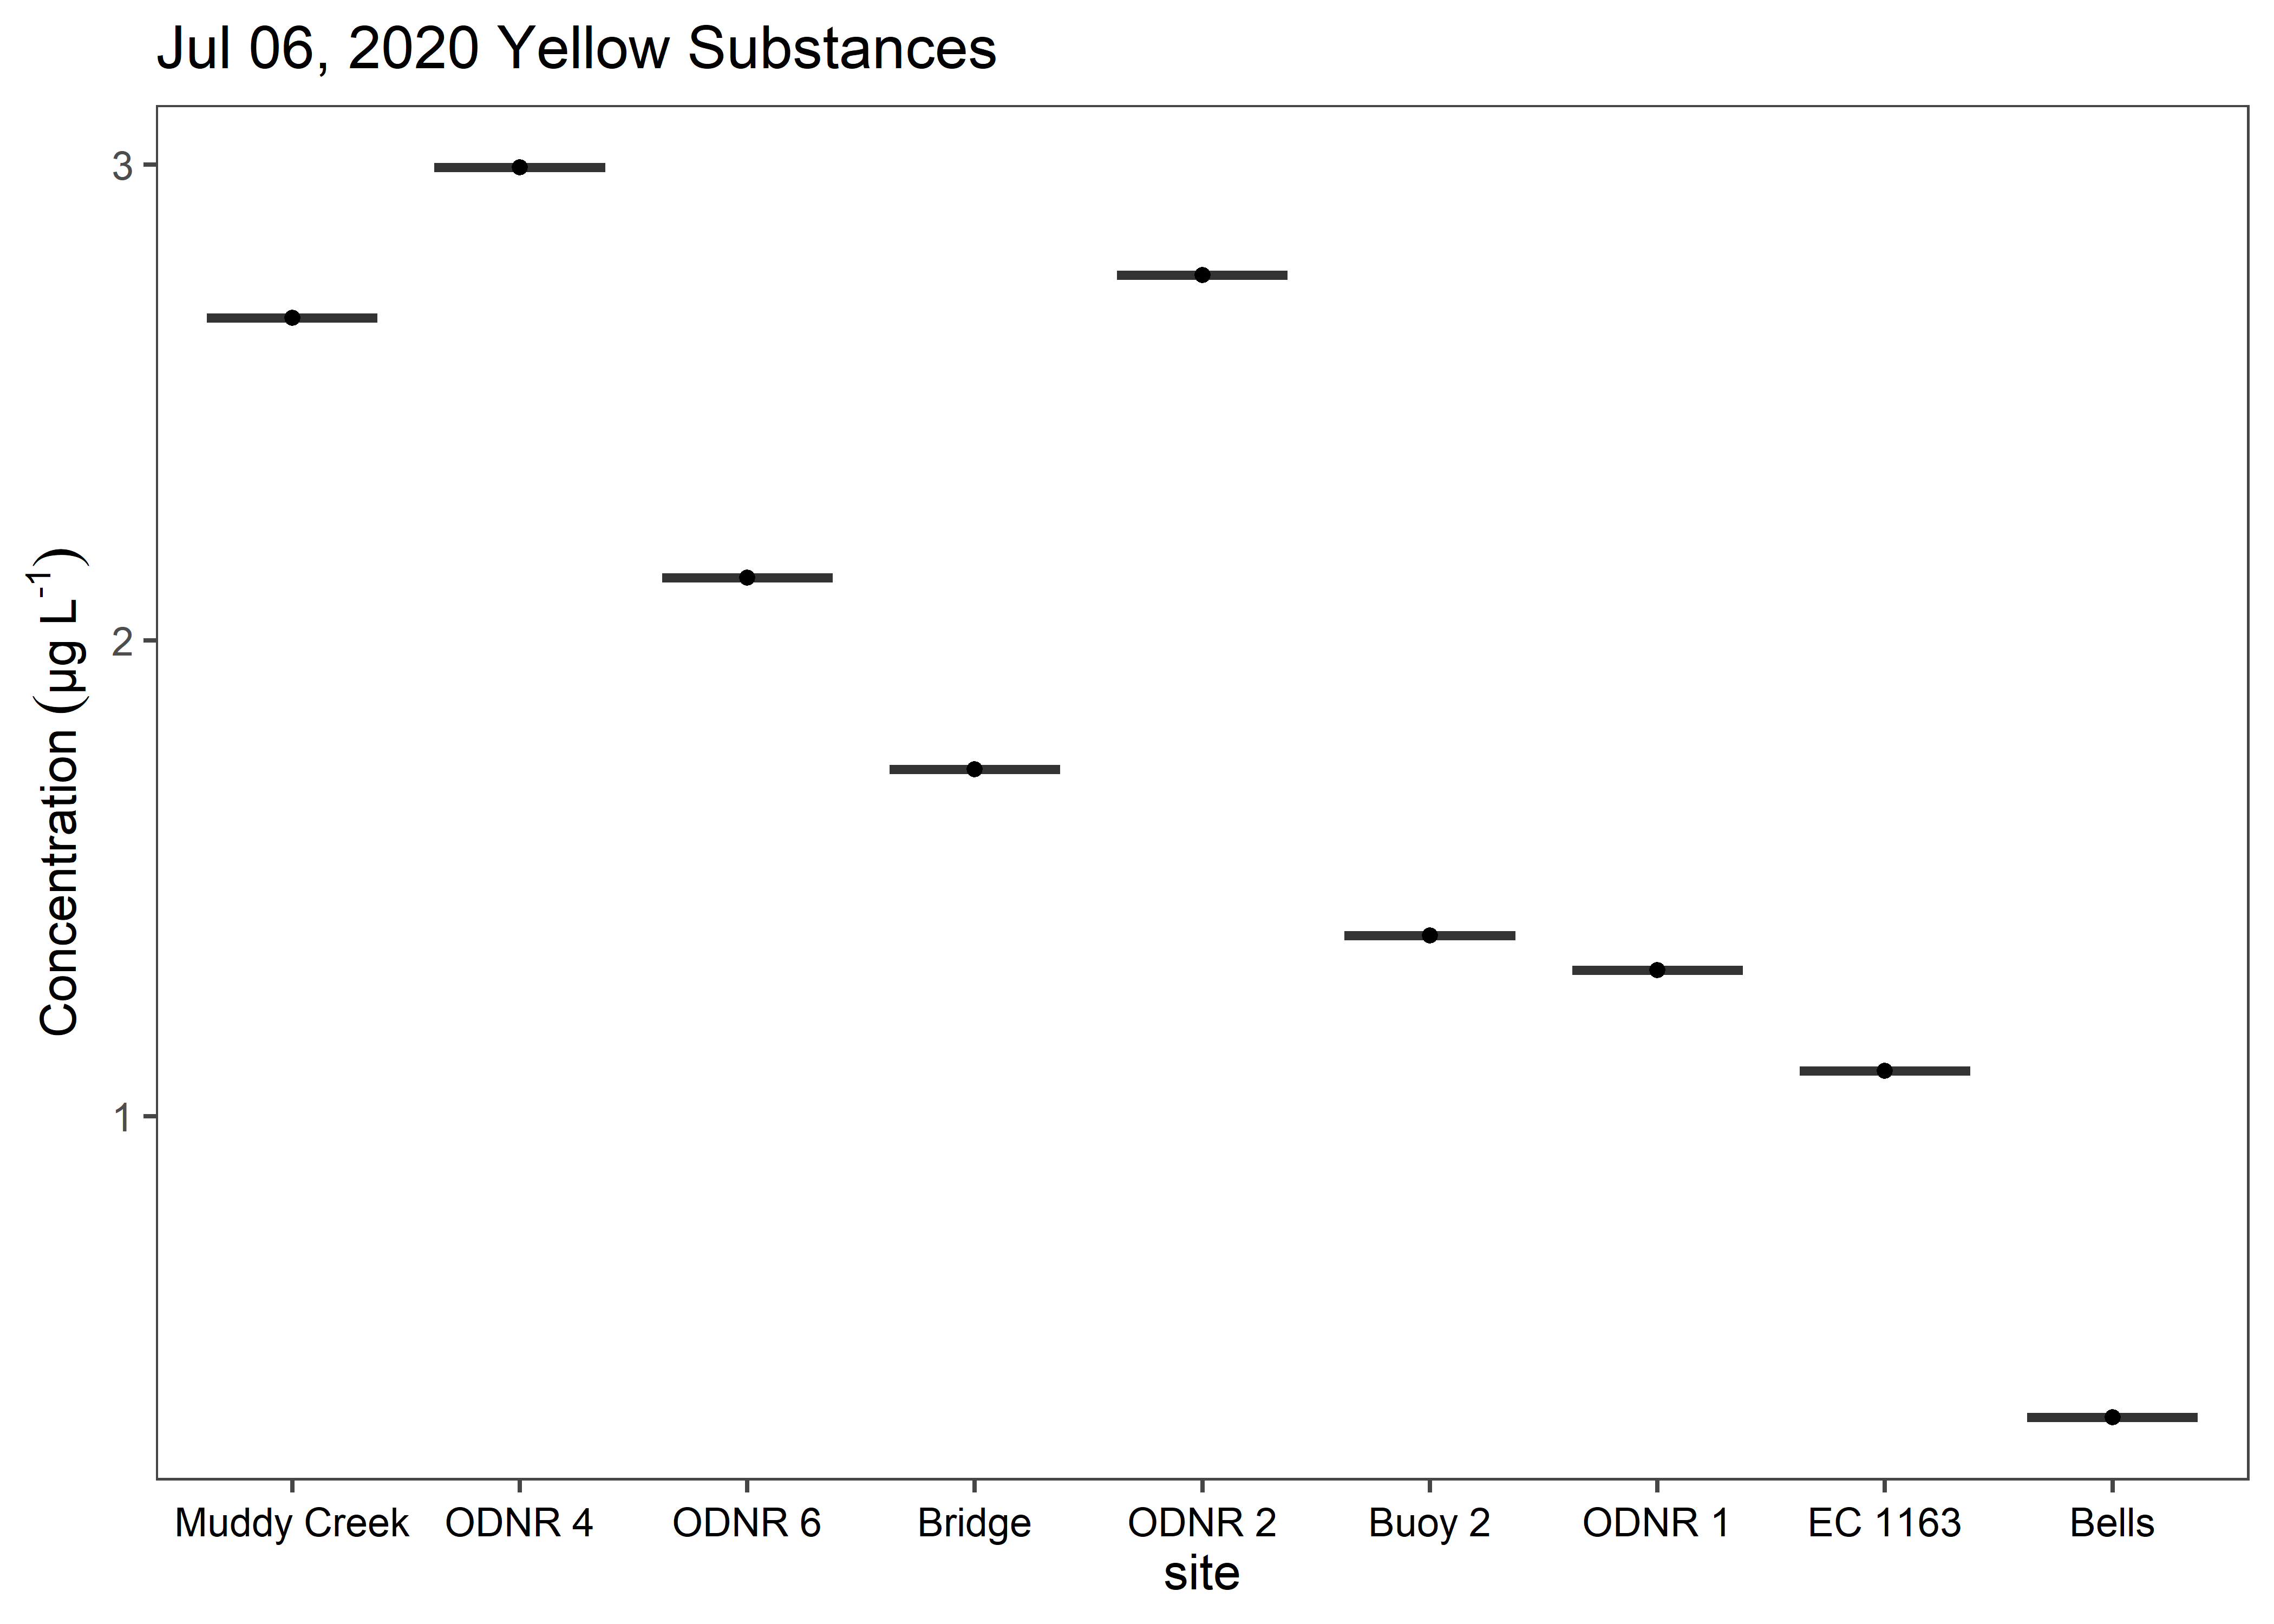 Jul 06, 2020 Yellow Substances
Concentration (µg L⁻¹)
3
2
1
Muddy Creek ODNR 4 ODNR 6 Bridge ODNR 2 Buoy 2 ODNR 1 EC 1163 Bells
site